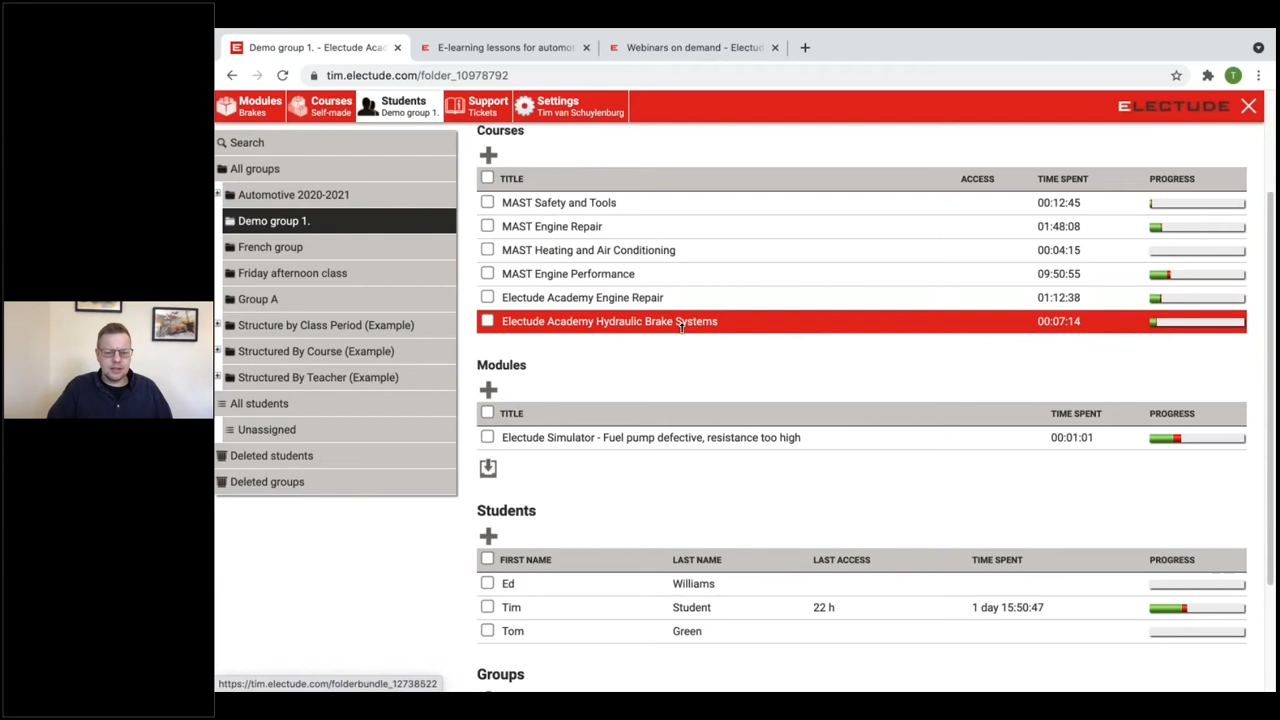 Demo group 1. - Electude Aca
E-learning lessons for automot
Webinars on demand - Electud
tim.electude.com/folder_10978792
T
Modules
Brakes
Courses
Self-made
Students
Demo group 1.
Support
Tickets
Settings
Tim van Schuylenburg
ELECTUDE
Search
All groups
Automotive 2020-2021
Demo group 1.
French group
Friday afternoon class
Group A
Structure by Class Period (Example)
Structured By Course (Example)
Structured By Teacher (Example)
All students
Unassigned
Deleted students
Deleted groups
Courses
TITLE ACCESS TIME SPENT PROGRESS
MAST Safety and Tools 00:12:45
MAST Engine Repair 01:48:08
MAST Heating and Air Conditioning 00:04:15
MAST Engine Performance 09:50:55
Electude Academy Engine Repair 01:12:38
Electude Academy Hydraulic Brake Systems 00:07:14
Modules
TITLE TIME SPENT PROGRESS
Electude Simulator - Fuel pump defective, resistance too high 00:01:01
Students
FIRST NAME LAST NAME LAST ACCESS TIME SPENT PROGRESS
Ed Williams
Tim Student 22 h 1 day 15:50:47
Tom Green
Groups
https://tim.electude.com/folderbundle_12738522